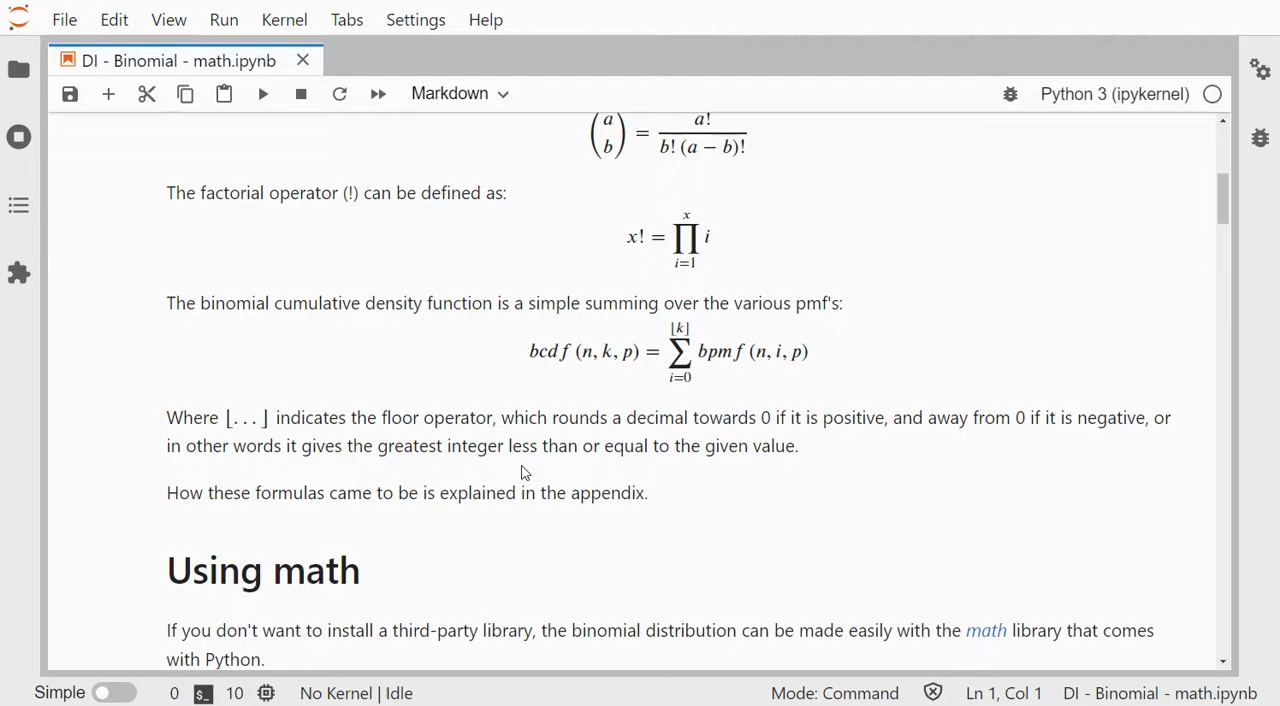 File Edit View Run Kernel Tabs Settings Help
DI - Binomial - math.ipynb
Markdown Python 3 (ipykernel)
(a b) = a! / b! (a − b)!
The factorial operator (!) can be defined as:
x! = ∏_{i=1}^{x} i
The binomial cumulative density function is a simple summing over the various pmf's:
bcdf (n, k, p) = ∑_{i=0}^{⌊k⌋} bpmf (n, i, p)
Where ⌊...⌋ indicates the floor operator, which rounds a decimal towards 0 if it is positive, and away from 0 if it is negative, or
in other words it gives the greatest integer less than or equal to the given value.
How these formulas came to be is explained in the appendix.
Using math
If you don't want to install a third-party library, the binomial distribution can be made easily with the math library that comes
with Python.
Simple 0 $_ 10 No Kernel | Idle Mode: Command Ln 1, Col 1 DI - Binomial - math.ipynb